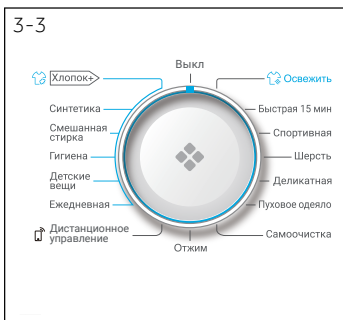 3-3
Выкл
Хлопок+
Освежить
Синтетика
Быстрая 15 мин
Смешанная
стирка
Спортивная
Гигиена
Шерсть
Детские
вещи
Деликатная
Ежедневная
Пуховое одеяло
Дистанционное
управление
Самоочистка
Отжим